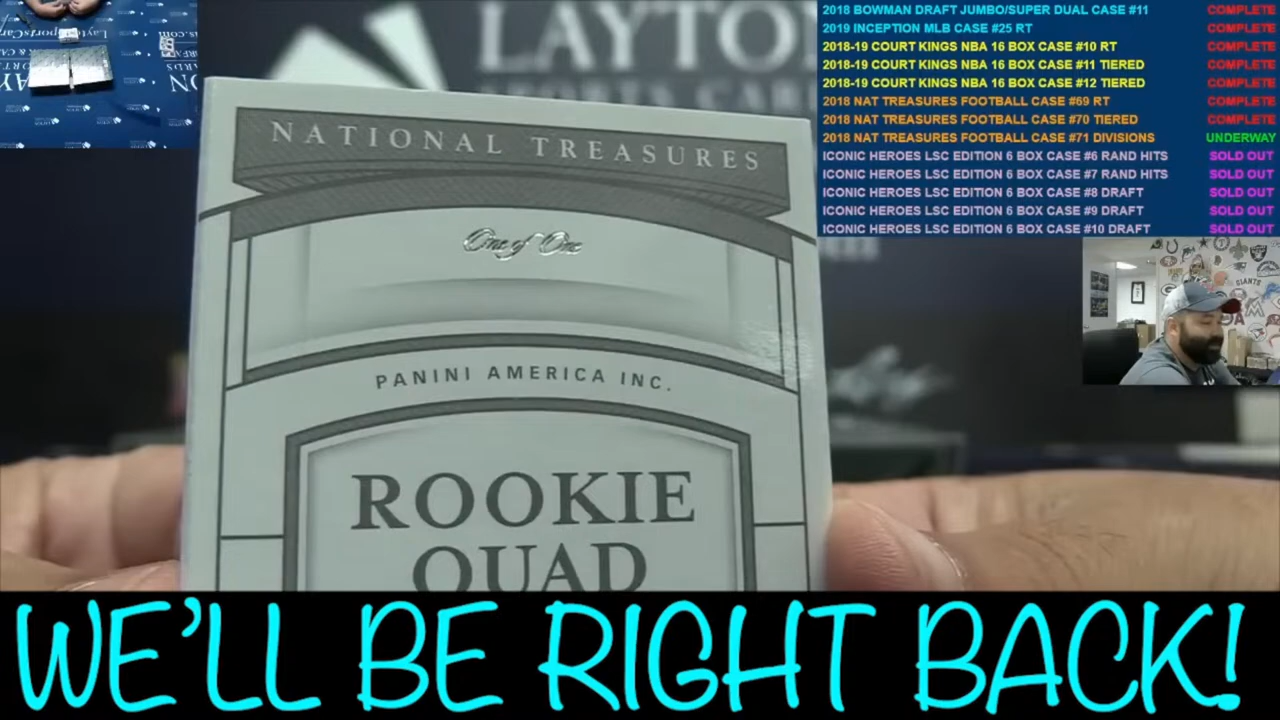 LAYTON
SPORTS CAR
2018 BOWMAN DRAFT JUMBO/SUPER DUAL CASE #11 COMPLETE
2019 INCEPTION MLB CASE #25 RT COMPLETE
2018-19 COURT KINGS NBA 16 BOX CASE #10 RT COMPLETE
2018-19 COURT KINGS NBA 16 BOX CASE #11 TIERED COMPLETE
2018-19 COURT KINGS NBA 16 BOX CASE #12 TIERED COMPLETE
2018 NAT TREASURES FOOTBALL CASE #69 RT COMPLETE
2018 NAT TREASURES FOOTBALL CASE #70 TIERED COMPLETE
2018 NAT TREASURES FOOTBALL CASE #71 DIVISIONS UNDERWAY
ICONIC HEROES LSC EDITION 6 BOX CASE #6 RAND HITS SOLD OUT
ICONIC HEROES LSC EDITION 6 BOX CASE #7 RAND HITS SOLD OUT
ICONIC HEROES LSC EDITION 6 BOX CASE #8 DRAFT SOLD OUT
ICONIC HEROES LSC EDITION 6 BOX CASE #9 DRAFT SOLD OUT
ICONIC HEROES LSC EDITION 6 BOX CASE #10 DRAFT SOLD OUT
NATIONAL TREASURES
One of One
PANINI AMERICA INC.
ROOKIE
QUAD
GIANTS
WE'LL BE RIGHT BACK!